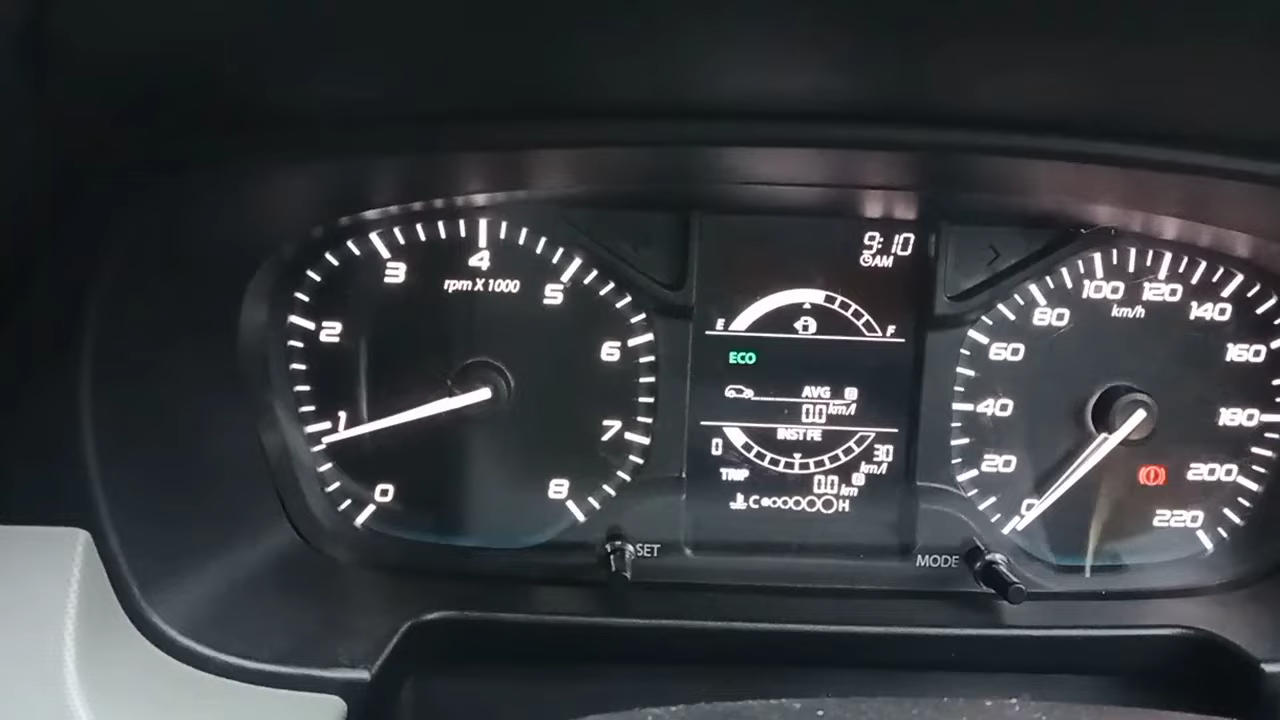 0
1
2
3
4
5
6
7
8
rpm X 1000
SET
9:10
AM
E F
ECO
AVG
0.0 km/l
INST FE
0 30
km/l
TRIP
0.0 km
C H
MODE
0
20
40
60
80
100
120
140
160
180
200
220
km/h